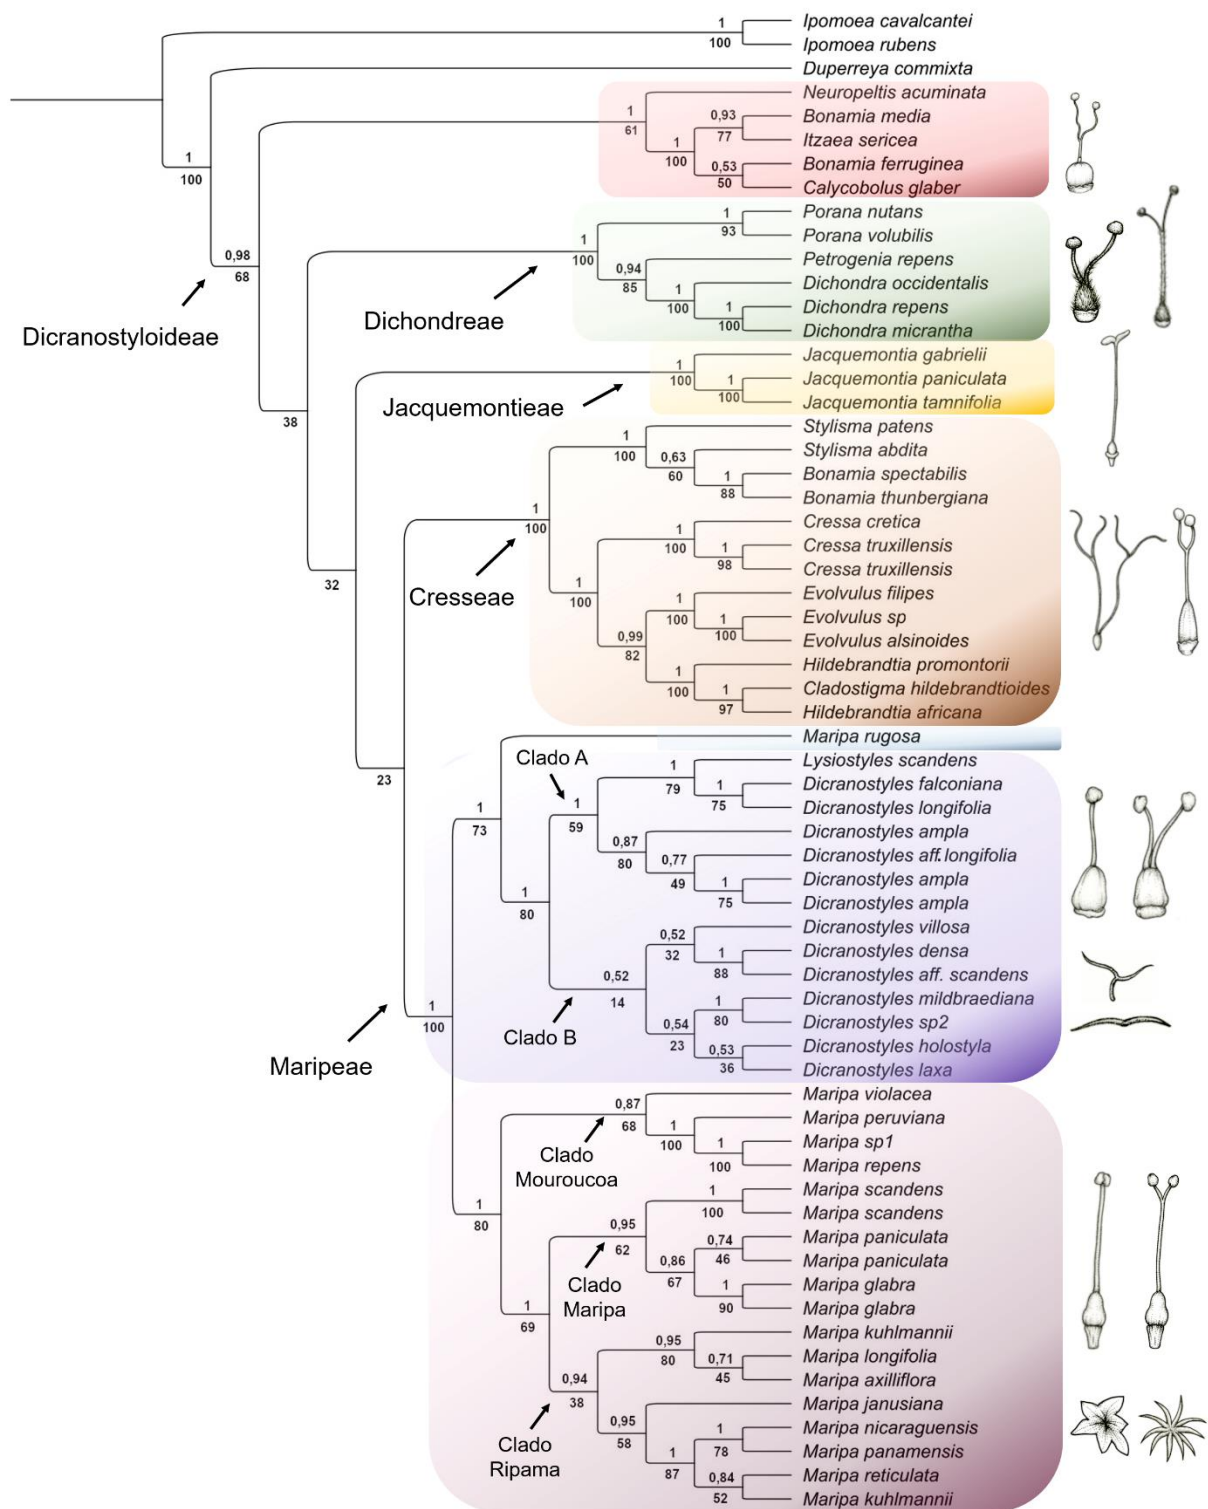 Ipomoea cavalcantei
1
100
Ipomoea rubens
Duperreya commixta
Neuropeltis acuminata
1
61
Bonamia media
0,93
77
Itzaea sericea
1
100
Bonamia ferruginea
0,53
50
Calycobolus glaber
1
100
Porana nutans
1
93
Porana volubilis
1
100
Petrogenia repens
0,94
85
Dichondra occidentalis
1
100
Dichondra repens
1
100
Dichondra micrantha
0,98
68
Dicranostyloideae
Dichondreae
Jacquemontia gabrielii
1
100
Jacquemontia paniculata
1
100
Jacquemontia tamnifolia
Jacquemontieae
38
Stylisma patens
1
100
Stylisma abdita
0,63
60
Bonamia spectabilis
1
88
Bonamia thunbergiana
1
100
Cresseae
Cressa cretica
1
100
Cressa truxillensis
1
98
Cressa truxillensis
32
1
100
Evolvulus filipes
1
100
Evolvulus sp
1
100
Evolvulus alsinoides
0,99
82
Hildebrandtia promontorii
1
100
Cladostigma hildebrandtioides
1
97
Hildebrandtia africana
Maripa rugosa
23
Clado A
Lysiostyles scandens
1
79
Dicranostyles falconiana
1
75
Dicranostyles longifolia
1
73
1
59
Dicranostyles ampla
0,87
80
Dicranostyles aff.longifolia
0,77
49
Dicranostyles ampla
1
75
Dicranostyles ampla
1
80
Dicranostyles villosa
0,52
32
Dicranostyles densa
1
88
Dicranostyles aff. scandens
0,52
14
Dicranostyles mildbraediana
1
80
Dicranostyles sp2
0,54
23
Dicranostyles holostyla
0,53
36
Dicranostyles laxa
Clado B
1
100
Maripeae
Maripa violacea
0,87
68
Maripa peruviana
1
100
Maripa sp1
1
100
Maripa repens
Clado
Mouroucoa
1
80
Maripa scandens
1
100
Maripa scandens
0,95
62
Maripa paniculata
0,74
46
Maripa paniculata
0,86
67
Maripa glabra
1
90
Maripa glabra
Clado
Maripa
1
69
Maripa kuhlmannii
0,95
80
Maripa longifolia
0,71
45
Maripa axilliflora
0,94
38
Maripa janusiana
0,95
58
Maripa nicaraguensis
1
78
Maripa panamensis
1
87
Maripa reticulata
0,84
52
Maripa kuhlmannii
Clado
Ripama